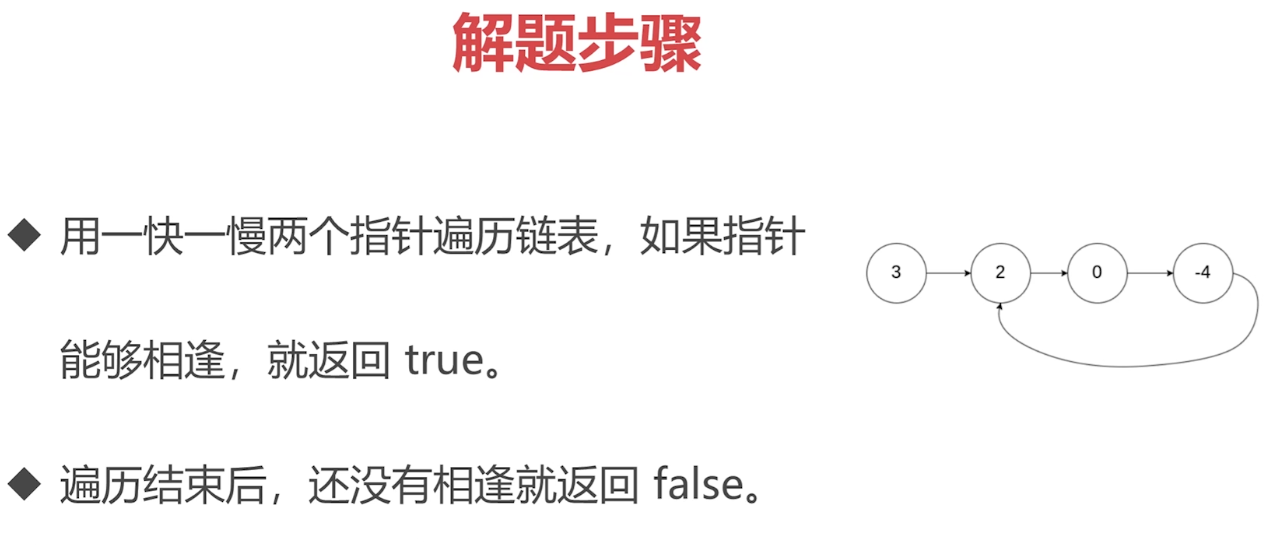 解题步骤
◆ 用一快一慢两个指针遍历链表，如果指针
能够相逢，就返回 true。
◆ 遍历结束后，还没有相逢就返回 false。
3 2 0 -4